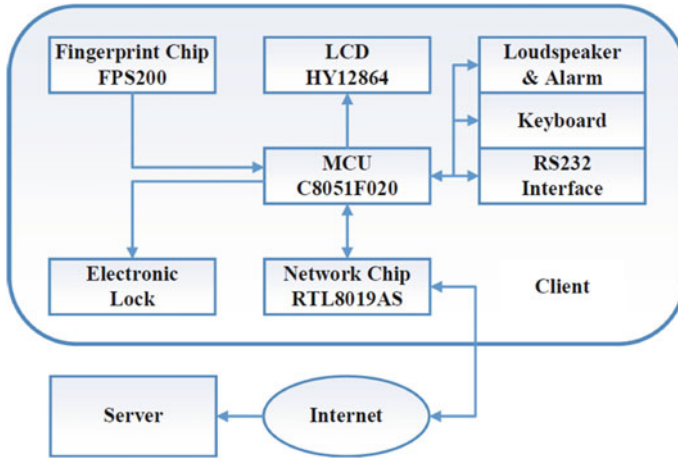 Fingerprint Chip
FPS200
LCD
HY12864
Loudspeaker
& Alarm
Keyboard
RS232
Interface
MCU
C8051F020
Electronic
Lock
Network Chip
RTL8019AS
Client
Server
Internet